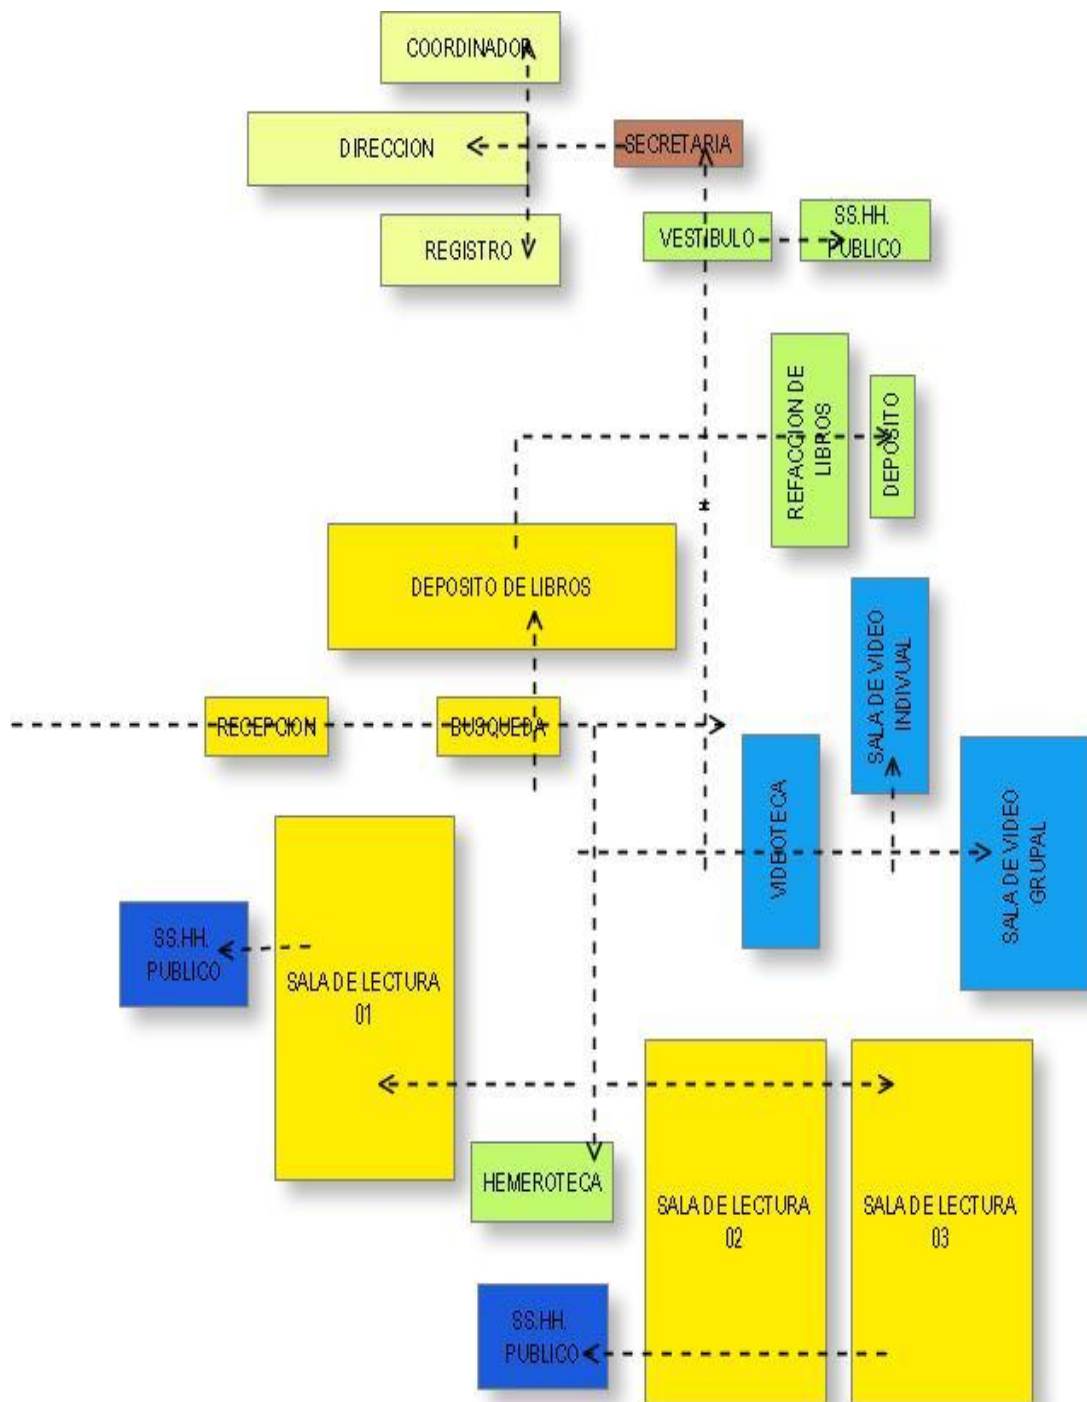 COORDINADOR
DIRECCION
SECRETARIA
REGISTRO
VESTIBULO
SS.HH.
PUBLICO
REFACCION DE
LIBROS
DEPOSITO
DEPOSITO DE LIBROS
RECEPCION
BUSQUEDA
SALA DE VIDEO
INDIVUAL
VIDEOTECA
SALA DE VIDEO
GRUPAL
SS.HH.
PUBLICO
SALA DE LECTURA
01
HEMEROTECA
SALA DE LECTURA
02
SALA DE LECTURA
03
SS.HH.
PUBLICO